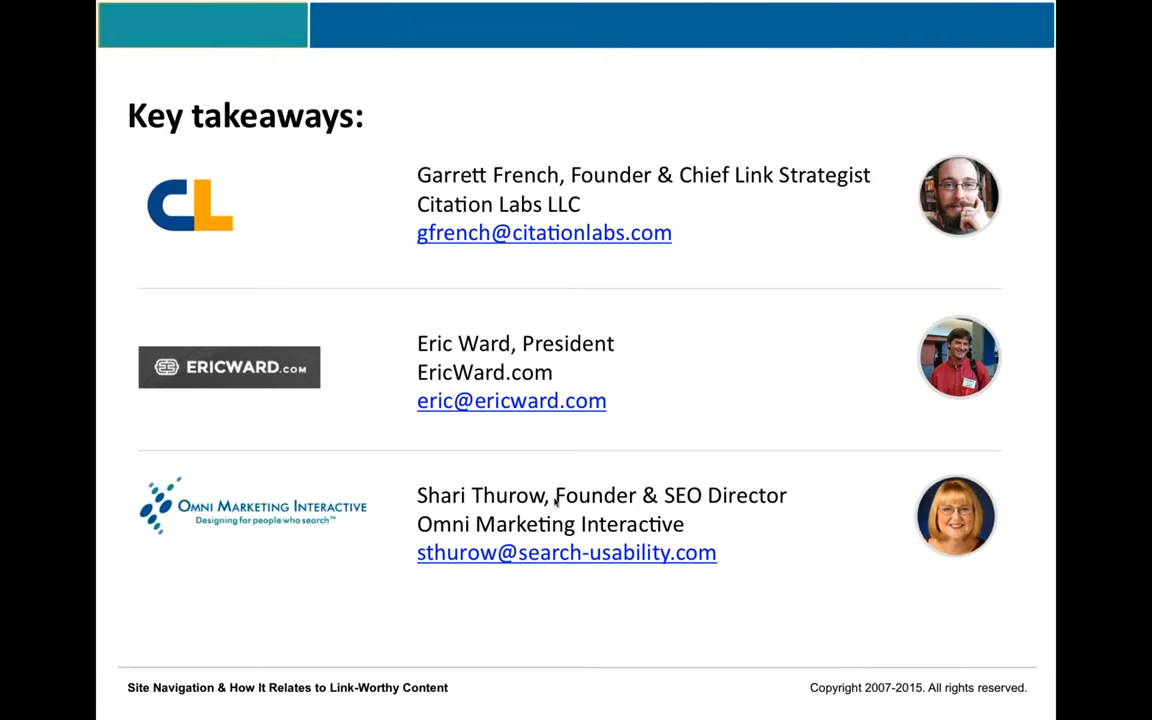 Key takeaways:
CL
Garrett French, Founder & Chief Link Strategist
Citation Labs LLC
gfrench@citationlabs.com
ERICWARD.COM
Eric Ward, President
EricWard.com
eric@ericward.com
OMNI MARKETING INTERACTIVE
Designing for people who search™
Shari Thurow, Founder & SEO Director
Omni Marketing Interactive
sthurow@search-usability.com
Site Navigation & How It Relates to Link-Worthy Content
Copyright 2007-2015. All rights reserved.